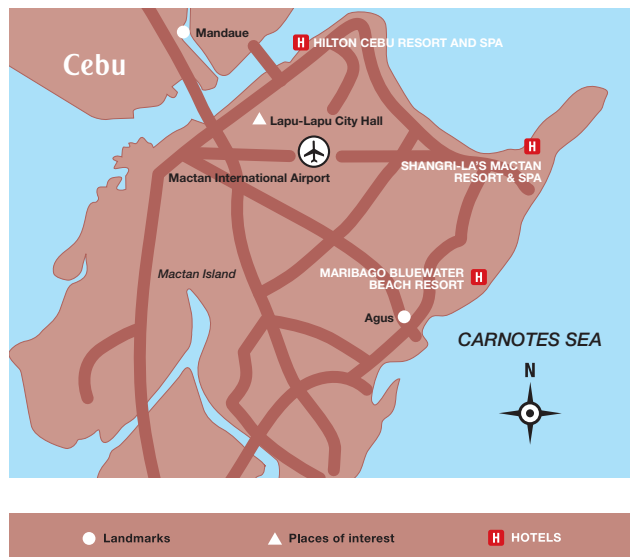 Mandaue
H HILTON CEBU RESORT AND SPA
Cebu
Lapu-Lapu City Hall
H
SHANGRI-LA'S MACTAN
RESORT & SPA
Mactan International Airport
Mactan Island
MARIBAGO BLUEWATER
BEACH RESORT
H
Agus
CARNOTES SEA
N
Landmarks
Places of interest
H HOTELS